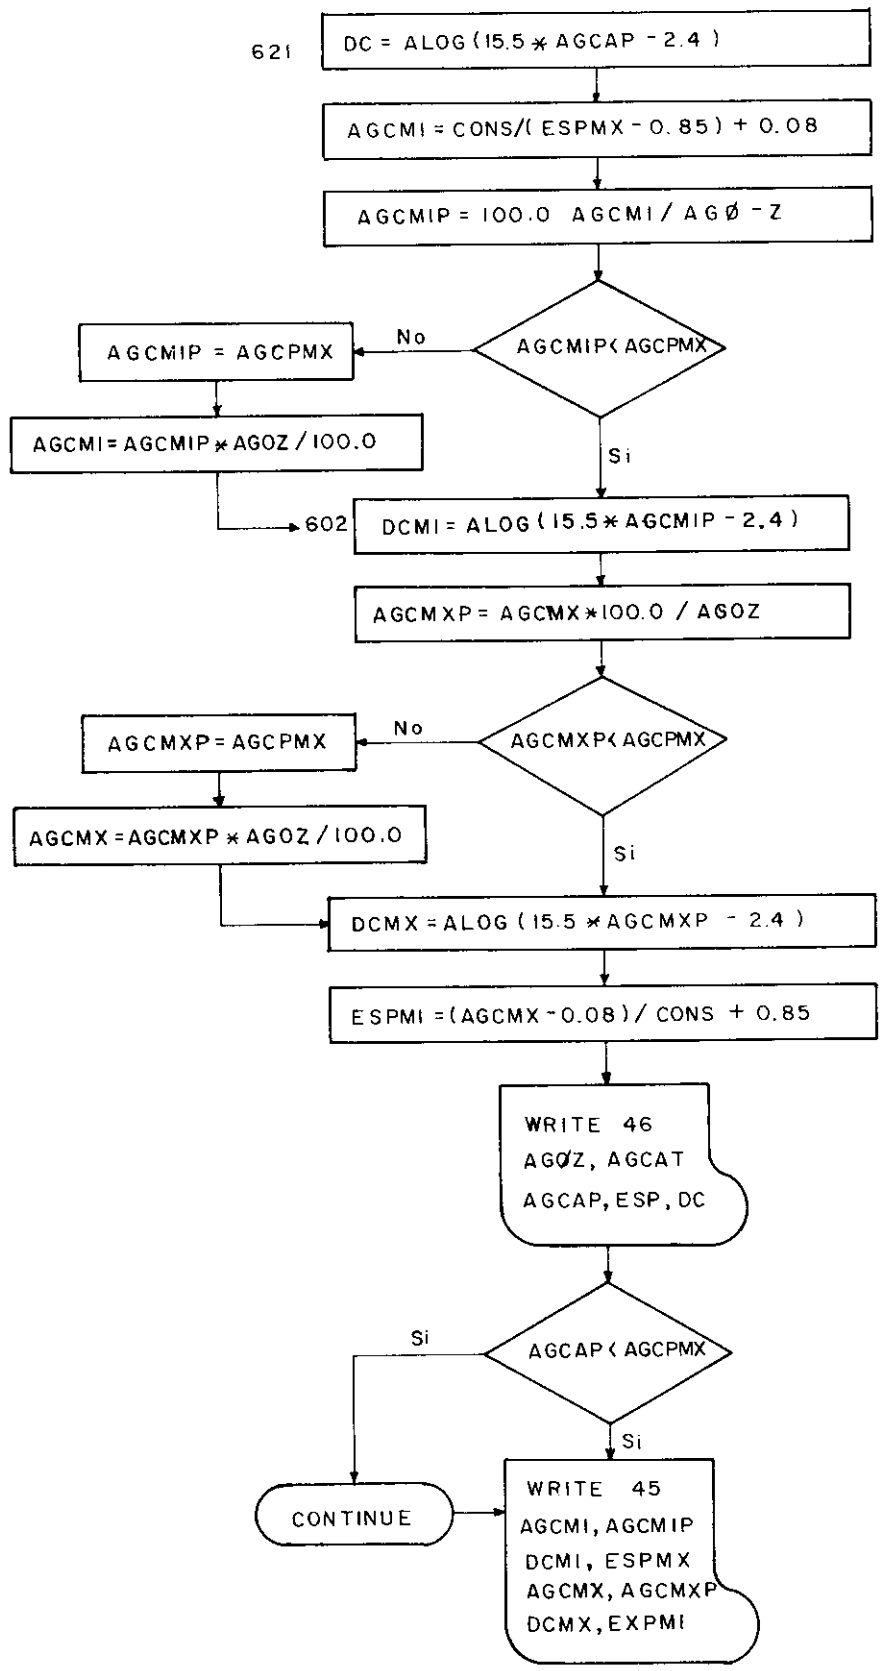 621
DC = ALOG (15.5 * AGCAP - 2.4)
AGCMI = CONS/(ESPMX - 0.85) + 0.08
AGCMIP = 100.0 AGCMI / AGØ - Z
AGCMIP < AGCPMX
No
AGCMIP = AGCPMX
AGCMI = AGCMIP * AGOZ / 100.0
Si
602
DCMI = ALOG (15.5 * AGCMIP - 2.4)
AGCMXP = AGCMX * 100.0 / AGOZ
AGCMXP < AGCPMX
No
AGCMXP = AGCPMX
AGCMX = AGCMXP * AGOZ / 100.0
Si
DCMX = ALOG (15.5 * AGCMXP - 2.4)
ESPMI = (AGCMX - 0.08) / CONS + 0.85
WRITE 46
AGØZ, AGCAT
AGCAP, ESP, DC
Si
AGCAP < AGCPMX
Si
CONTINUE
WRITE 45
AGCMI, AGCMIP
DCMI, ESPMX
AGCMX, AGCMXP
DCMX, EXPMI